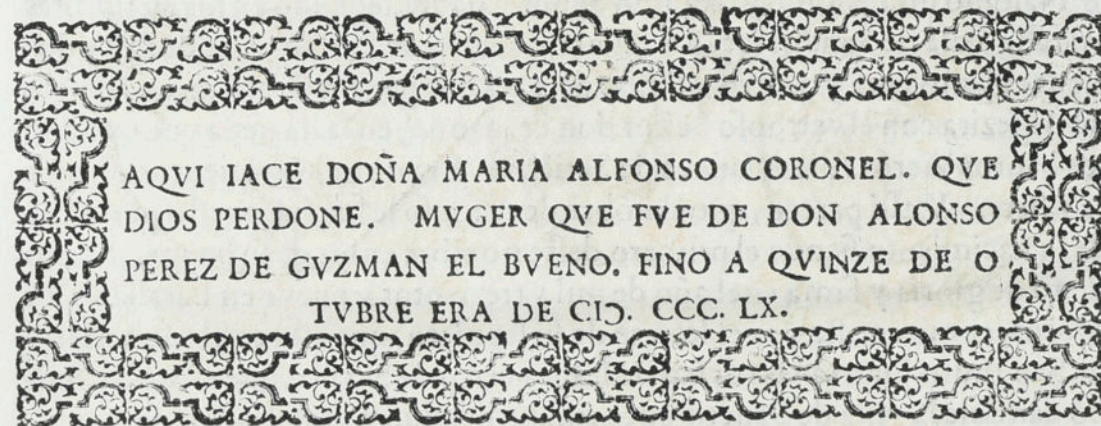 AQVI IACE DOÑA MARIA ALFONSO CORONEL. QVE
DIOS PERDONE. MVGER QVE FVE DE DON ALONSO
PEREZ DE GVZMAN EL BVENO. FINO A QVINZE DE O
TVBRE ERA DE CIↃ. CCC. LX.